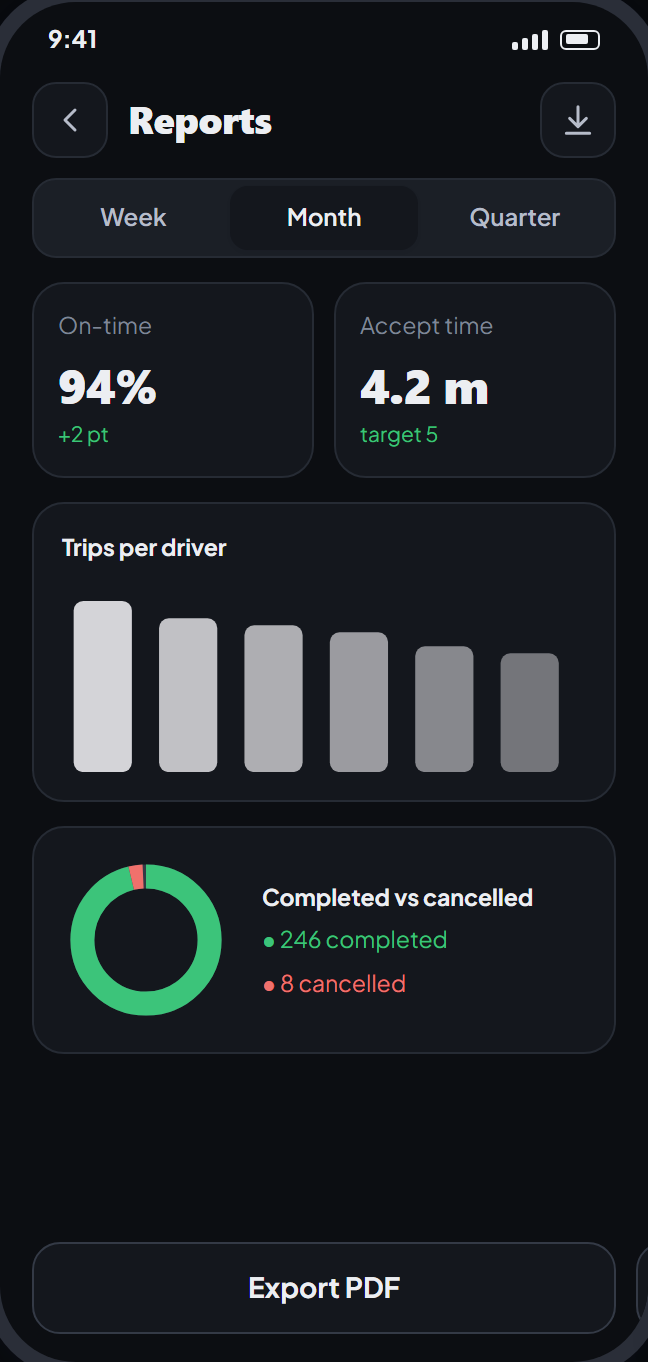 9:41
Reports
Week
Month
Quarter
On-time
Accept time
94%
4.2 m
+2 pt
target 5
Trips per driver
Completed vs cancelled
• 246 completed
• 8 cancelled
Export PDF